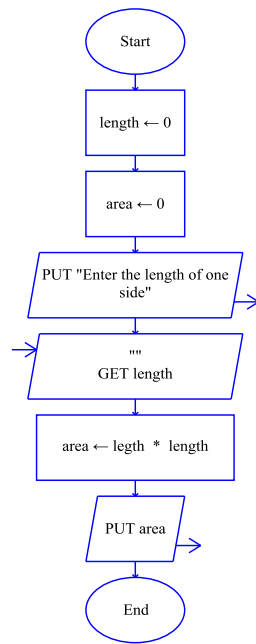 Start
length ← 0
area ← 0
PUT "Enter the length of one
side"
""
GET length
area ← legth * length
PUT area
End